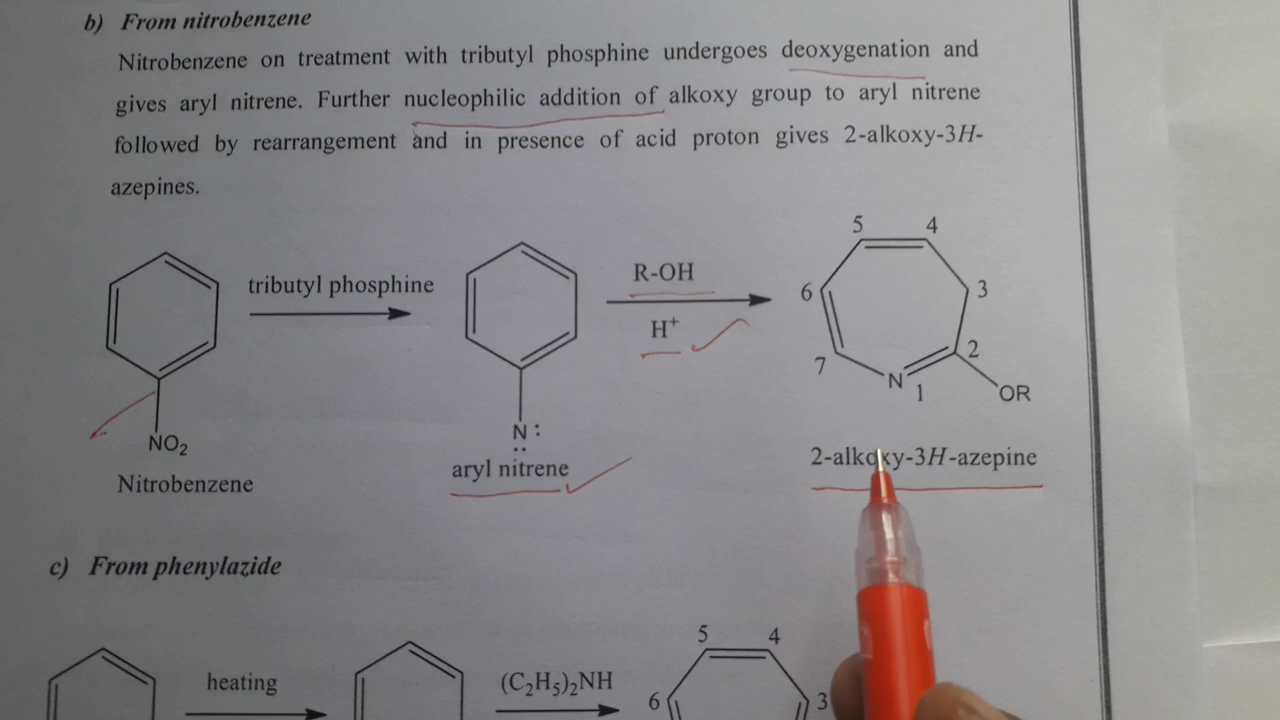 b) From nitrobenzene
Nitrobenzene on treatment with tributyl phosphine undergoes deoxygenation and
gives aryl nitrene. Further nucleophilic addition of alkoxy group to aryl nitrene
followed by rearrangement and in presence of acid proton gives 2-alkoxy-3H-
azepines.
5 4
tributyl phosphine
R-OH
6 3
H⁺
7 2
N 1
OR
NO₂
N:
..
2-alkoxy-3H-azepine
aryl nitrene
Nitrobenzene
c) From phenylazide
5 4
heating
(C₂H₅)₂NH
6 3